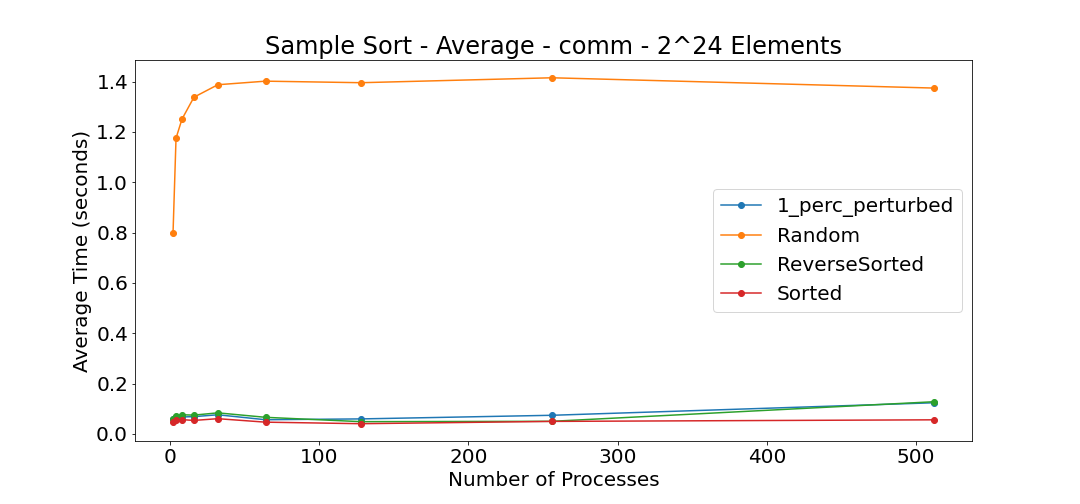 Sample Sort - Average - comm - 2^24 Elements
Average Time (seconds)
1.4
1.2
1.0
0.8
0.6
0.4
0.2
0.0
1_perc_perturbed
Random
ReverseSorted
Sorted
0 100 200 300 400 500
Number of Processes